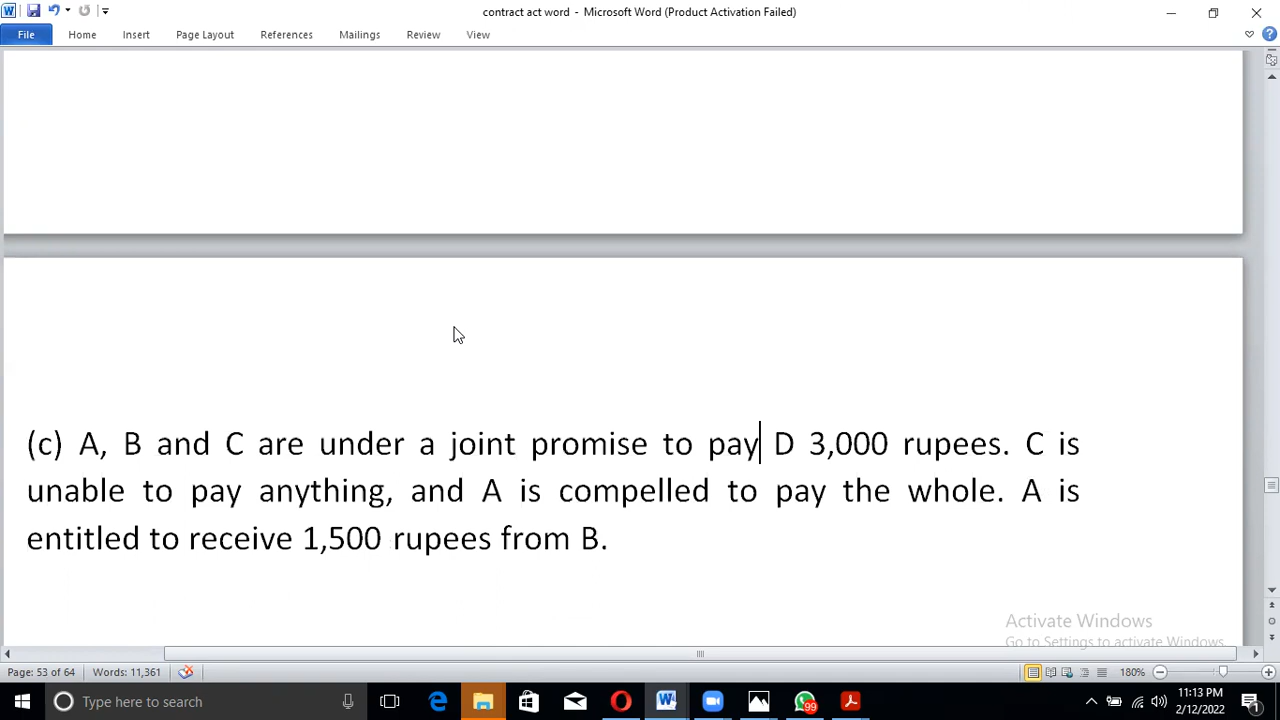 contract act word - Microsoft Word (Product Activation Failed)
File Home Insert Page Layout References Mailings Review View
(c) A, B and C are under a joint promise to pay D 3,000 rupees. C is
unable to pay anything, and A is compelled to pay the whole. A is
entitled to receive 1,500 rupees from B.
Activate Windows
Go to Settings to activate Windows.
Page: 53 of 64 Words: 11,361 180%
Type here to search
99
11:13 PM
2/12/2022
1